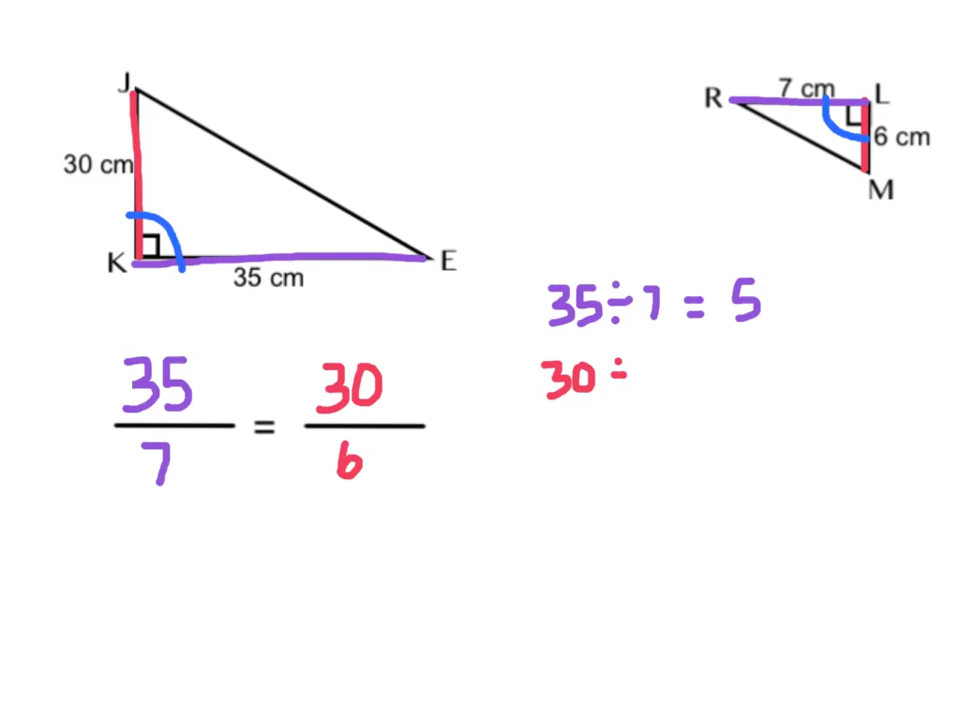 J
30 cm
K
35 cm
E
R
7 cm
L
6 cm
M
35 ÷ 7 = 5
30 ÷
35/7 = 30/6